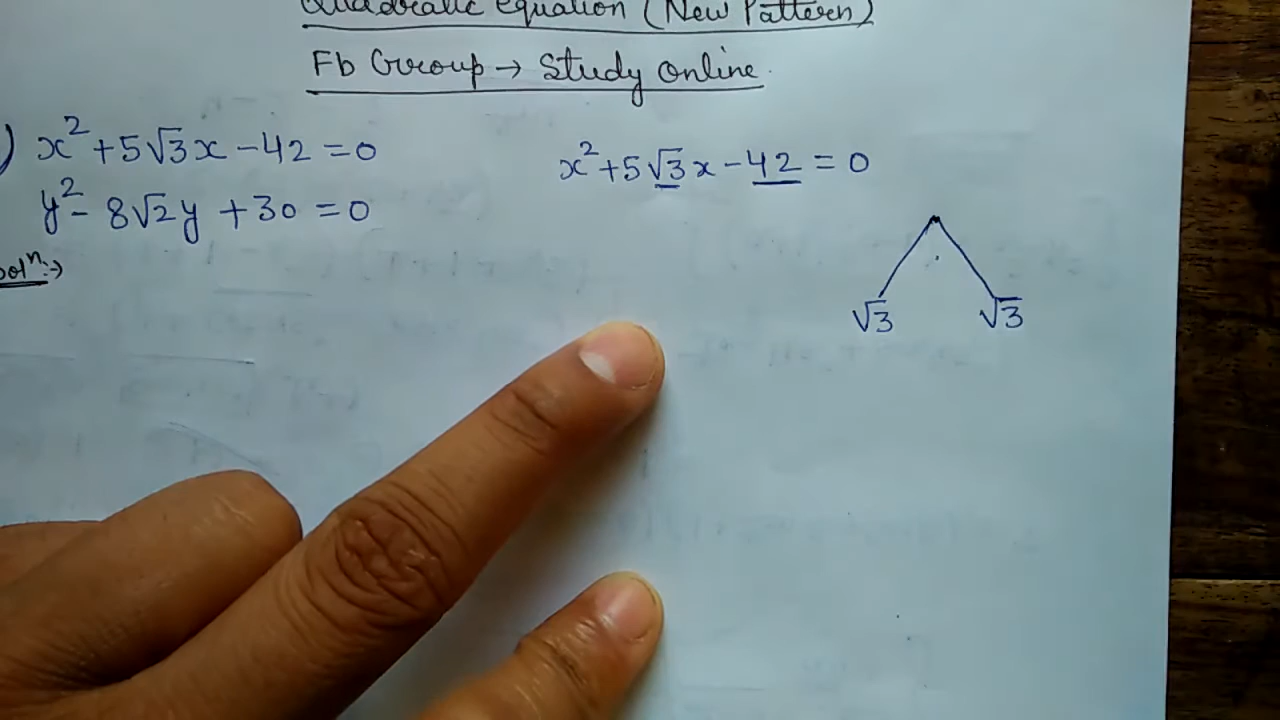 Quadratic equation (New Pattern)
Fb Group → Study Online.
) x² + 5√3x - 42 = 0
y² - 8√2y + 30 = 0
Solⁿ:→
x² + 5√3x - 42 = 0
√3 √3